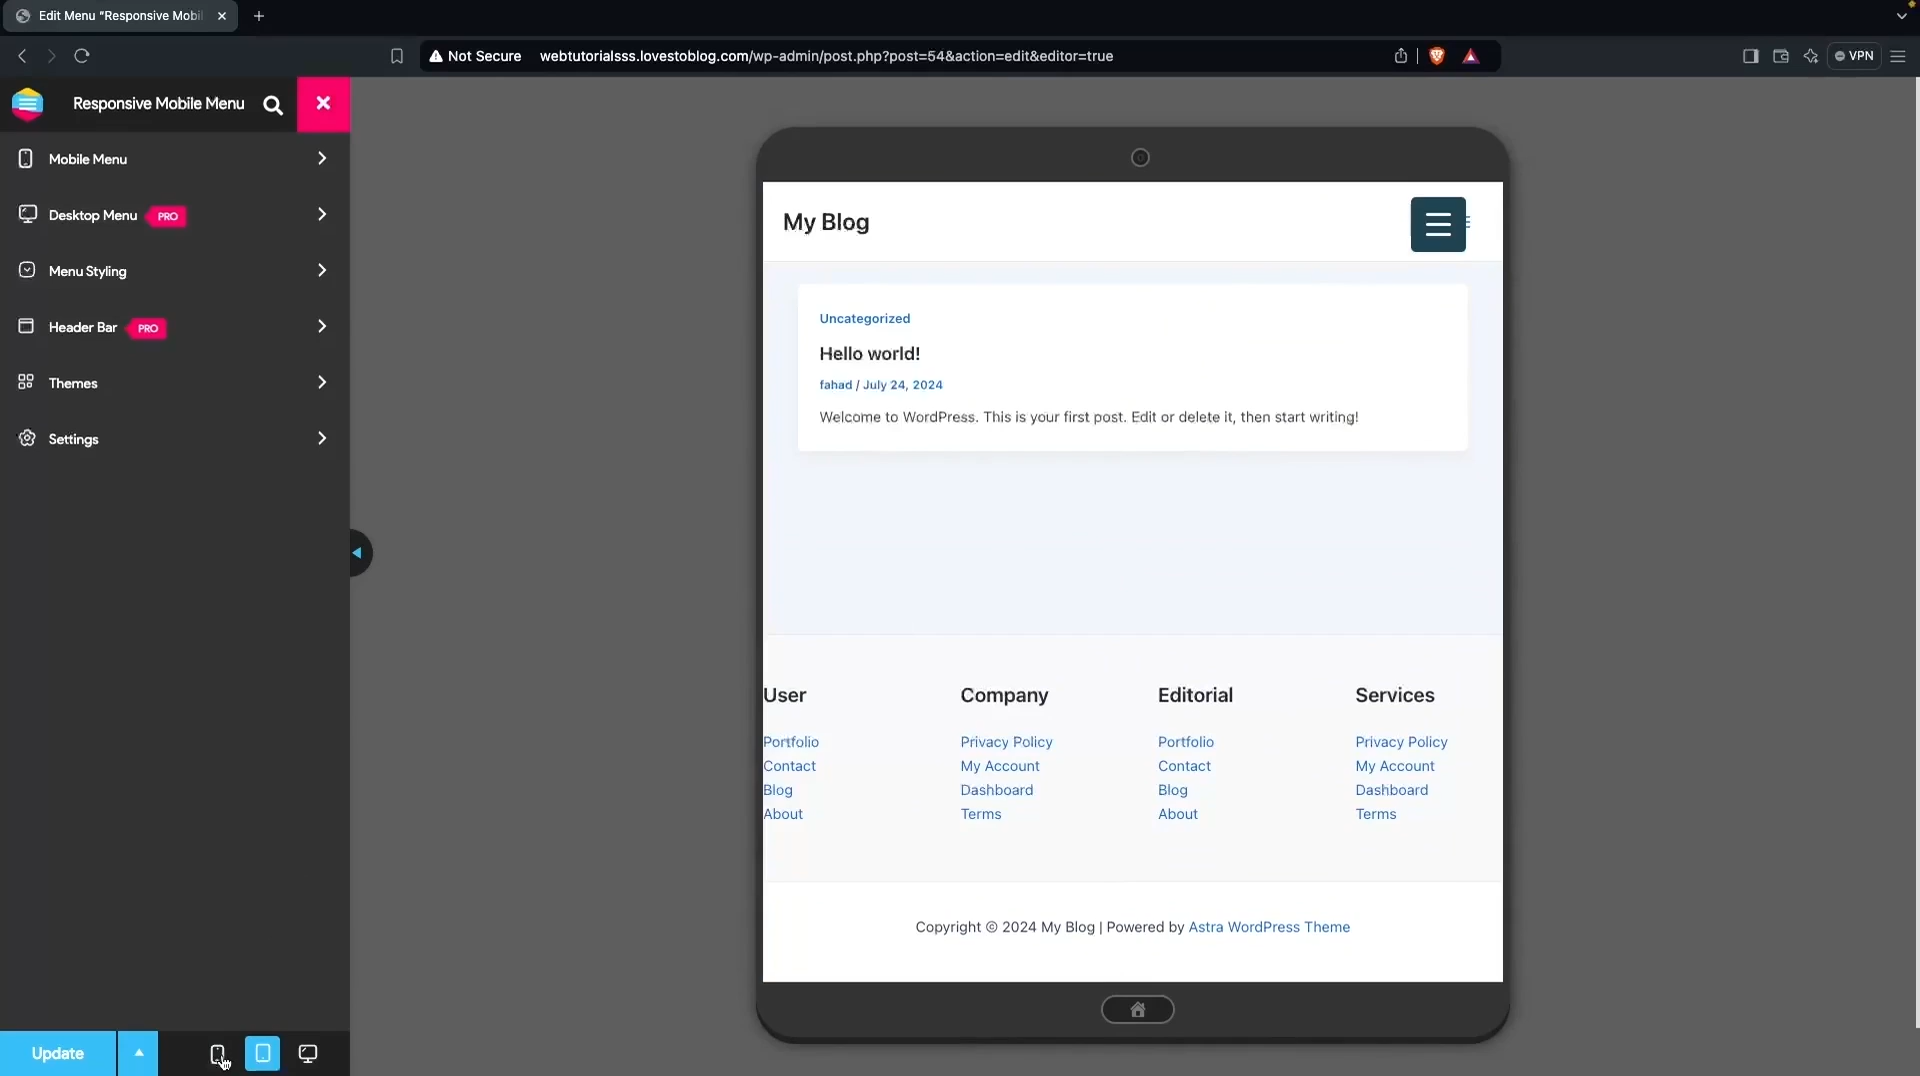 Edit Menu "Responsive Mobil
Not Secure webtutorialsss.lovestoblog.com/wp-admin/post.php?post=54&action=edit&editor=true
VPN
Responsive Mobile Menu
Mobile Menu
Desktop Menu PRO
Menu Styling
Header Bar PRO
Themes
Settings
Update
My Blog
Uncategorized
Hello world!
fahad / July 24, 2024
Welcome to WordPress. This is your first post. Edit or delete it, then start writing!
User Company Editorial Services
Portfolio Privacy Policy Portfolio Privacy Policy
Contact My Account Contact My Account
Blog Dashboard Blog Dashboard
About Terms About Terms
Copyright © 2024 My Blog | Powered by Astra WordPress Theme